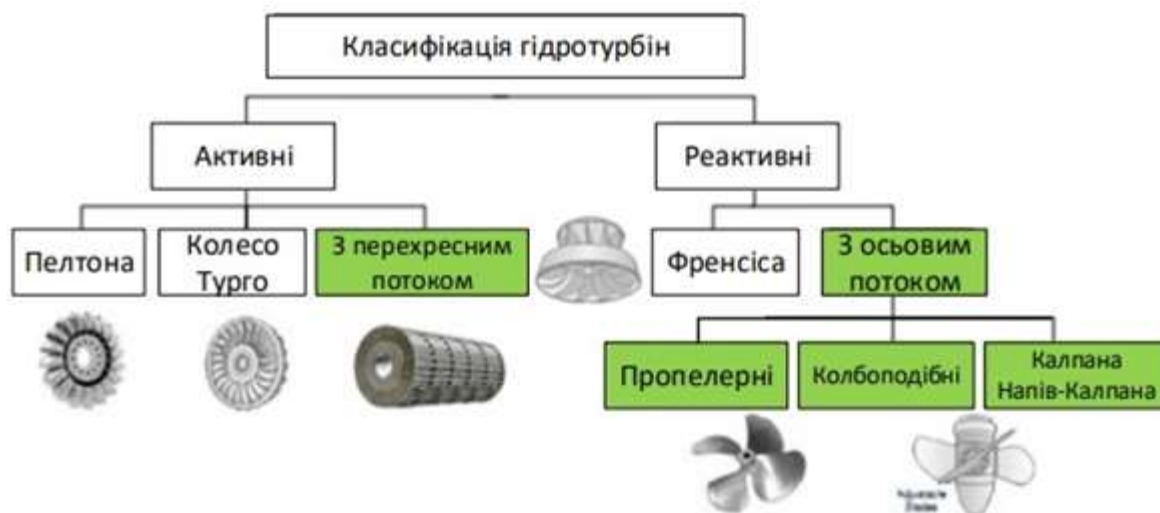 Класифікація гідротурбін
Активні
Реактивні
Пелтона
Колесо
Турго
З перехресним
потоком
Френсіса
З осьовим
потоком
Пропелерні
Колбоподібні
Калпана
Напів-Калпана